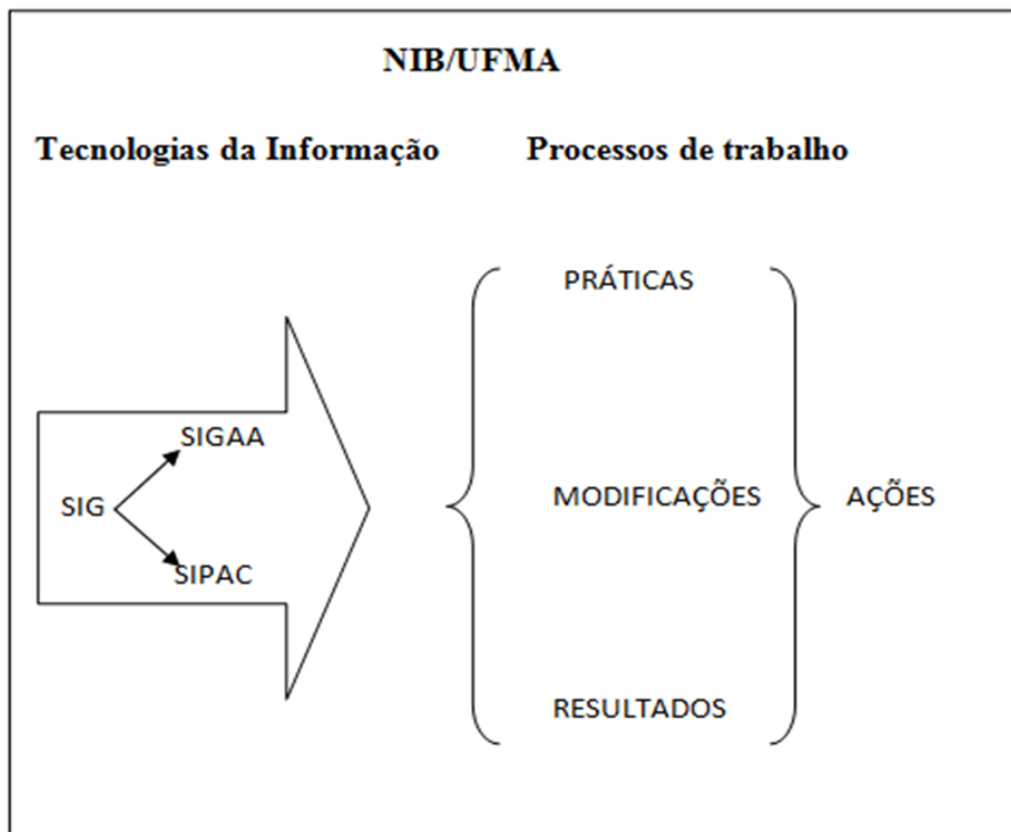 NIB/UFMA
Tecnologias da Informação Processos de trabalho
PRÁTICAS
SIGAA
SIG
MODIFICAÇÕES AÇÕES
SIPAC
RESULTADOS